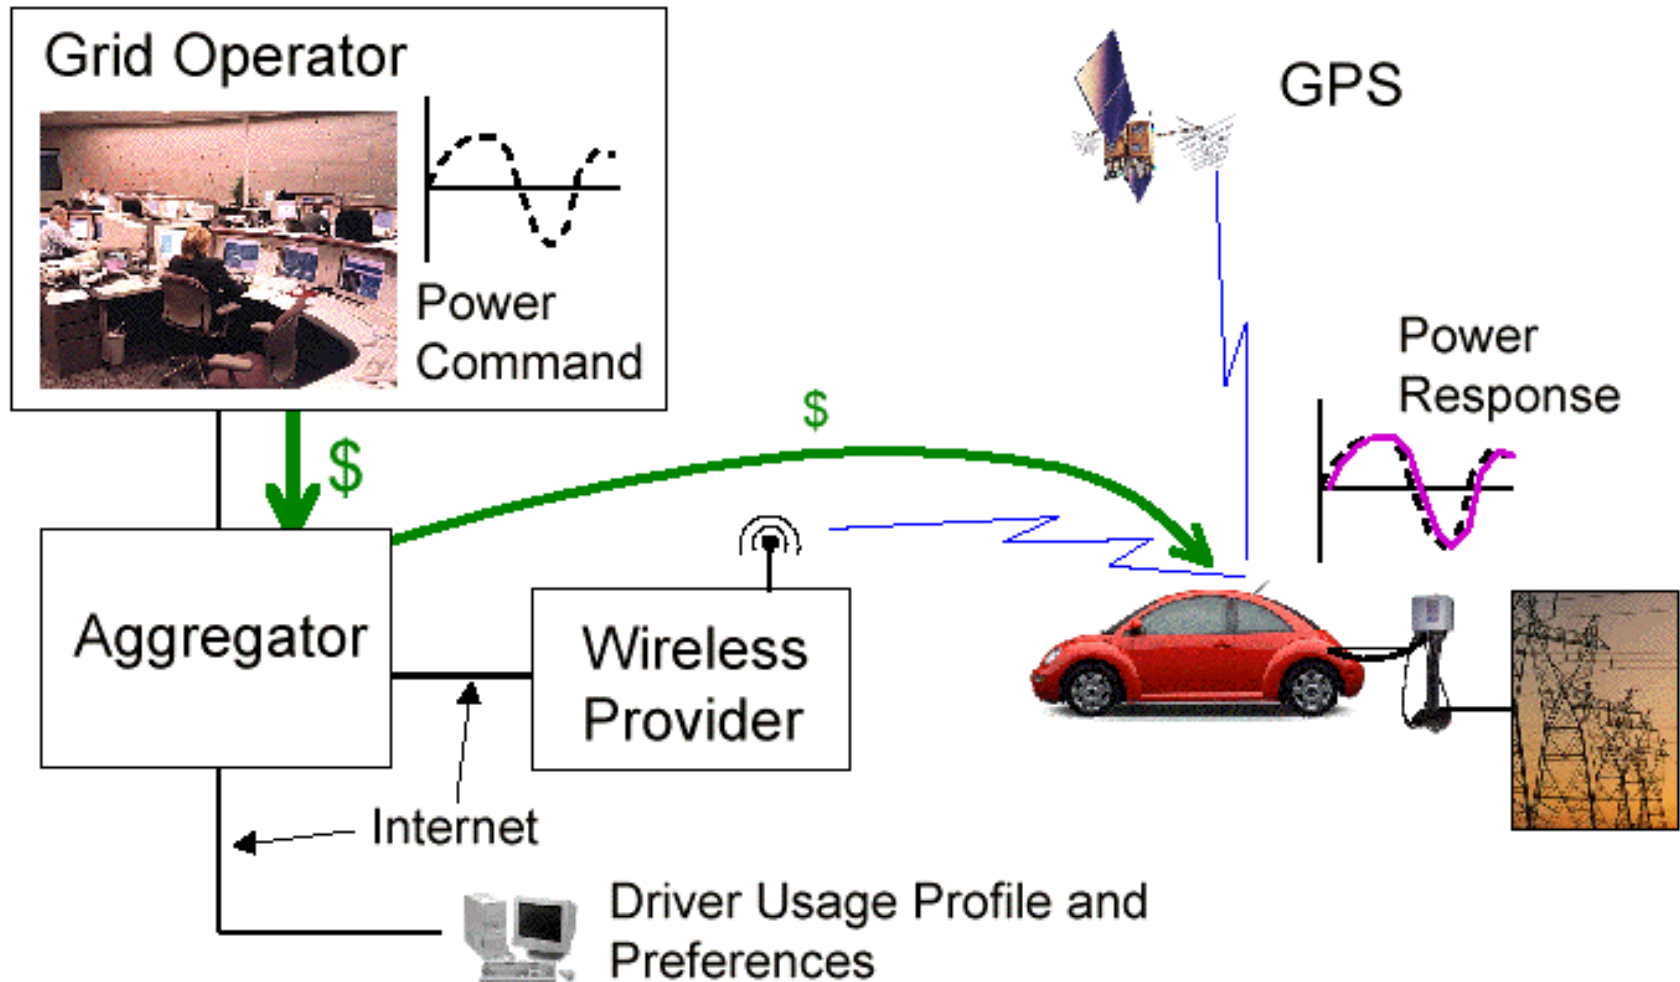 Grid Operator
GPS
Power
Command
Power
Response
$
$
Aggregator
Wireless
Provider
Internet
Driver Usage Profile and
Preferences